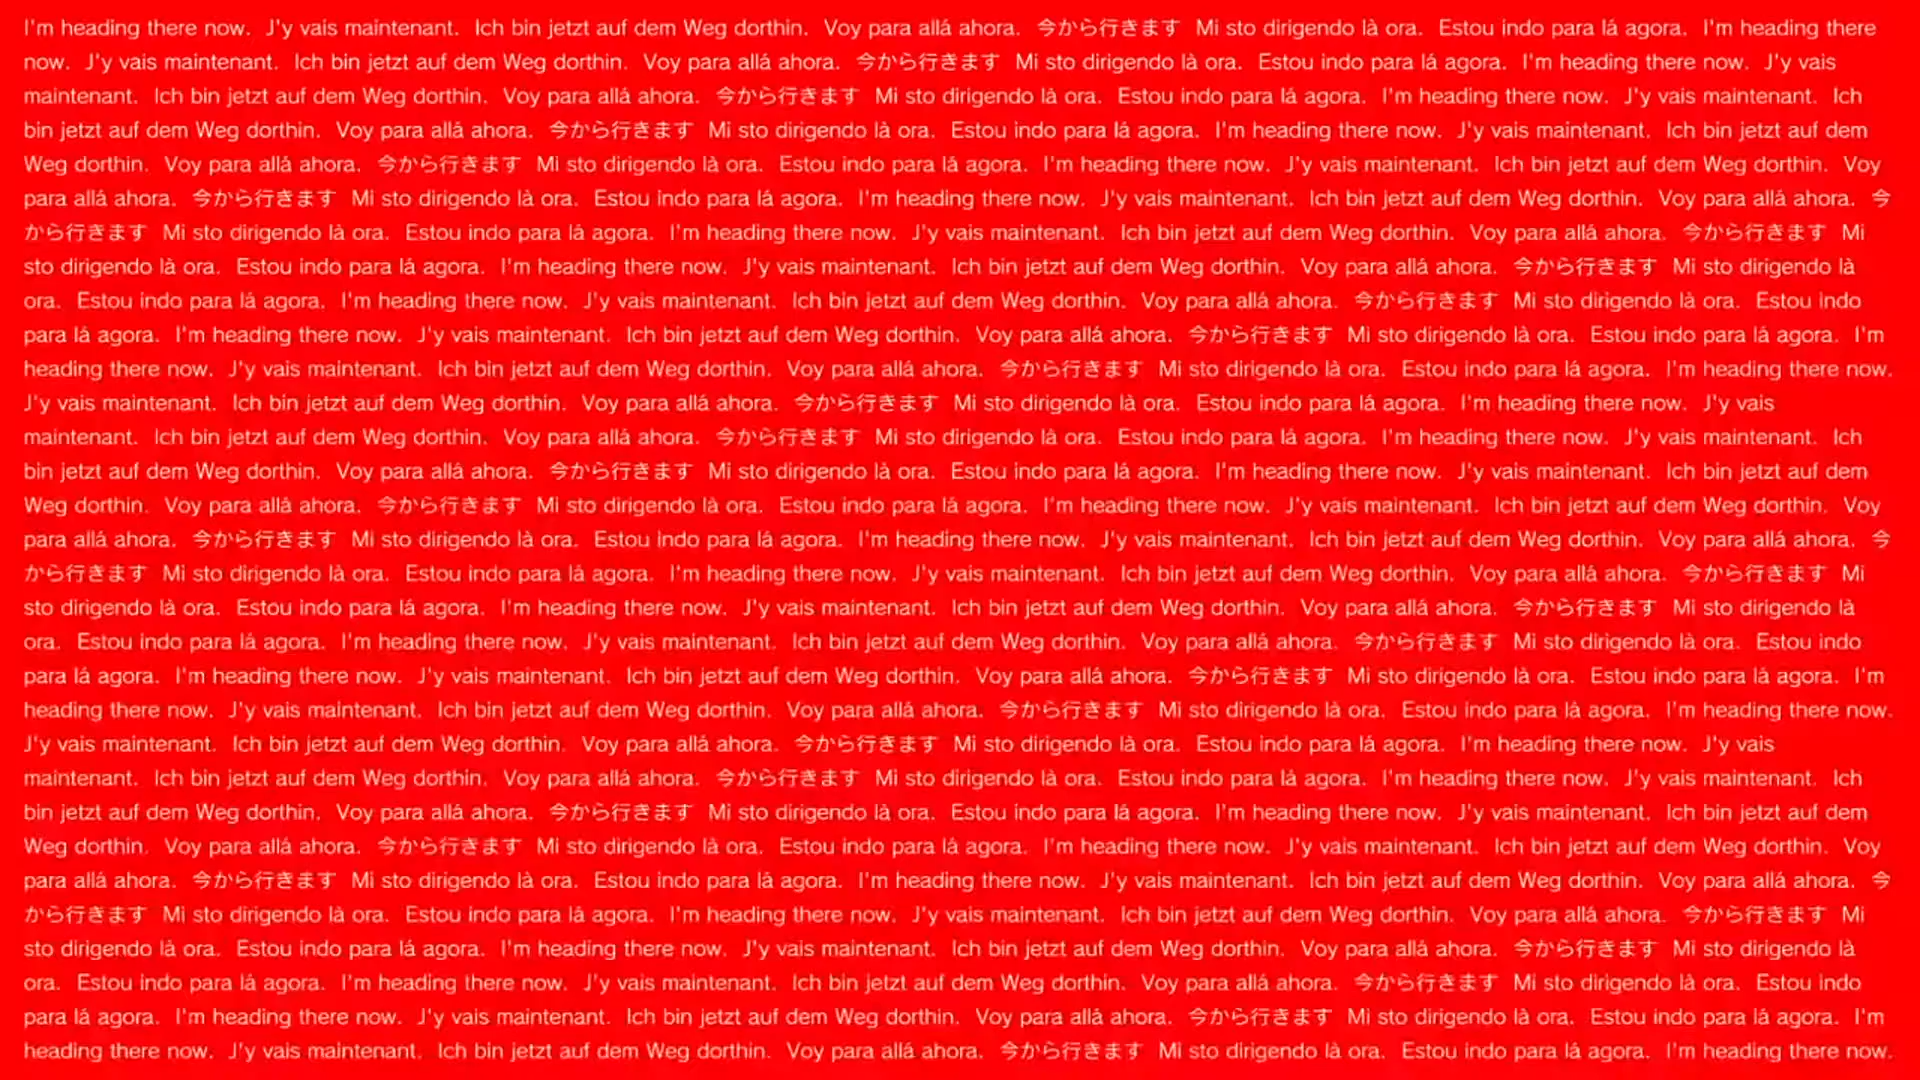 I'm heading there now. J'y vais maintenant. Ich bin jetzt auf dem Weg dorthin. Voy para allá ahora. 今から行きます Mi sto dirigendo là ora. Estou indo para lá agora. I'm heading there
now. J'y vais maintenant. Ich bin jetzt auf dem Weg dorthin. Voy para allá ahora. 今から行きます Mi sto dirigendo là ora. Estou indo para lá agora. I'm heading there now. J'y vais
maintenant. Ich bin jetzt auf dem Weg dorthin. Voy para allá ahora. 今から行きます Mi sto dirigendo là ora. Estou indo para lá agora. I'm heading there now. J'y vais maintenant. Ich
bin jetzt auf dem Weg dorthin. Voy para allá ahora. 今から行きます Mi sto dirigendo là ora. Estou indo para lá agora. I'm heading there now. J'y vais maintenant. Ich bin jetzt auf dem
Weg dorthin. Voy para allá ahora. 今から行きます Mi sto dirigendo là ora. Estou indo para lá agora. I'm heading there now. J'y vais maintenant. Ich bin jetzt auf dem Weg dorthin. Voy
para allá ahora. 今から行きます Mi sto dirigendo là ora. Estou indo para lá agora. I'm heading there now. J'y vais maintenant. Ich bin jetzt auf dem Weg dorthin. Voy para allá ahora. 今
から行きます Mi sto dirigendo là ora. Estou indo para lá agora. I'm heading there now. J'y vais maintenant. Ich bin jetzt auf dem Weg dorthin. Voy para allá ahora. 今から行きます Mi
sto dirigendo là ora. Estou indo para lá agora. I'm heading there now. J'y vais maintenant. Ich bin jetzt auf dem Weg dorthin. Voy para allá ahora. 今から行きます Mi sto dirigendo là
ora. Estou indo para lá agora. I'm heading there now. J'y vais maintenant. Ich bin jetzt auf dem Weg dorthin. Voy para allá ahora. 今から行きます Mi sto dirigendo là ora. Estou indo
para lá agora. I'm heading there now. J'y vais maintenant. Ich bin jetzt auf dem Weg dorthin. Voy para allá ahora. 今から行きます Mi sto dirigendo là ora. Estou indo para lá agora. I'm
heading there now. J'y vais maintenant. Ich bin jetzt auf dem Weg dorthin. Voy para allá ahora. 今から行きます Mi sto dirigendo là ora. Estou indo para lá agora. I'm heading there now.
J'y vais maintenant. Ich bin jetzt auf dem Weg dorthin. Voy para allá ahora. 今から行きます Mi sto dirigendo là ora. Estou indo para lá agora. I'm heading there now. J'y vais
maintenant. Ich bin jetzt auf dem Weg dorthin. Voy para allá ahora. 今から行きます Mi sto dirigendo là ora. Estou indo para lá agora. I'm heading there now. J'y vais maintenant. Ich
bin jetzt auf dem Weg dorthin. Voy para allá ahora. 今から行きます Mi sto dirigendo là ora. Estou indo para lá agora. I'm heading there now. J'y vais maintenant. Ich bin jetzt auf dem
Weg dorthin. Voy para allá ahora. 今から行きます Mi sto dirigendo là ora. Estou indo para lá agora. I'm heading there now. J'y vais maintenant. Ich bin jetzt auf dem Weg dorthin. Voy
para allá ahora. 今から行きます Mi sto dirigendo là ora. Estou indo para lá agora. I'm heading there now. J'y vais maintenant. Ich bin jetzt auf dem Weg dorthin. Voy para allá ahora. 今
から行きます Mi sto dirigendo là ora. Estou indo para lá agora. I'm heading there now. J'y vais maintenant. Ich bin jetzt auf dem Weg dorthin. Voy para allá ahora. 今から行きます Mi
sto dirigendo là ora. Estou indo para lá agora. I'm heading there now. J'y vais maintenant. Ich bin jetzt auf dem Weg dorthin. Voy para allá ahora. 今から行きます Mi sto dirigendo là
ora. Estou indo para lá agora. I'm heading there now. J'y vais maintenant. Ich bin jetzt auf dem Weg dorthin. Voy para allá ahora. 今から行きます Mi sto dirigendo là ora. Estou indo
para lá agora. I'm heading there now. J'y vais maintenant. Ich bin jetzt auf dem Weg dorthin. Voy para allá ahora. 今から行きます Mi sto dirigendo là ora. Estou indo para lá agora. I'm
heading there now. J'y vais maintenant. Ich bin jetzt auf dem Weg dorthin. Voy para allá ahora. 今から行きます Mi sto dirigendo là ora. Estou indo para lá agora. I'm heading there now.
J'y vais maintenant. Ich bin jetzt auf dem Weg dorthin. Voy para allá ahora. 今から行きます Mi sto dirigendo là ora. Estou indo para lá agora. I'm heading there now. J'y vais
maintenant. Ich bin jetzt auf dem Weg dorthin. Voy para allá ahora. 今から行きます Mi sto dirigendo là ora. Estou indo para lá agora. I'm heading there now. J'y vais maintenant. Ich
bin jetzt auf dem Weg dorthin. Voy para allá ahora. 今から行きます Mi sto dirigendo là ora. Estou indo para lá agora. I'm heading there now. J'y vais maintenant. Ich bin jetzt auf dem
Weg dorthin. Voy para allá ahora. 今から行きます Mi sto dirigendo là ora. Estou indo para lá agora. I'm heading there now. J'y vais maintenant. Ich bin jetzt auf dem Weg dorthin. Voy
para allá ahora. 今から行きます Mi sto dirigendo là ora. Estou indo para lá agora. I'm heading there now. J'y vais maintenant. Ich bin jetzt auf dem Weg dorthin. Voy para allá ahora. 今
から行きます Mi sto dirigendo là ora. Estou indo para lá agora. I'm heading there now. J'y vais maintenant. Ich bin jetzt auf dem Weg dorthin. Voy para allá ahora. 今から行きます Mi
sto dirigendo là ora. Estou indo para lá agora. I'm heading there now. J'y vais maintenant. Ich bin jetzt auf dem Weg dorthin. Voy para allá ahora. 今から行きます Mi sto dirigendo là
ora. Estou indo para lá agora. I'm heading there now. J'y vais maintenant. Ich bin jetzt auf dem Weg dorthin. Voy para allá ahora. 今から行きます Mi sto dirigendo là ora. Estou indo
para lá agora. I'm heading there now. J'y vais maintenant. Ich bin jetzt auf dem Weg dorthin. Voy para allá ahora. 今から行きます Mi sto dirigendo là ora. Estou indo para lá agora. I'm
heading there now. J'y vais maintenant. Ich bin jetzt auf dem Weg dorthin. Voy para allá ahora. 今から行きます Mi sto dirigendo là ora. Estou indo para lá agora. I'm heading there now.